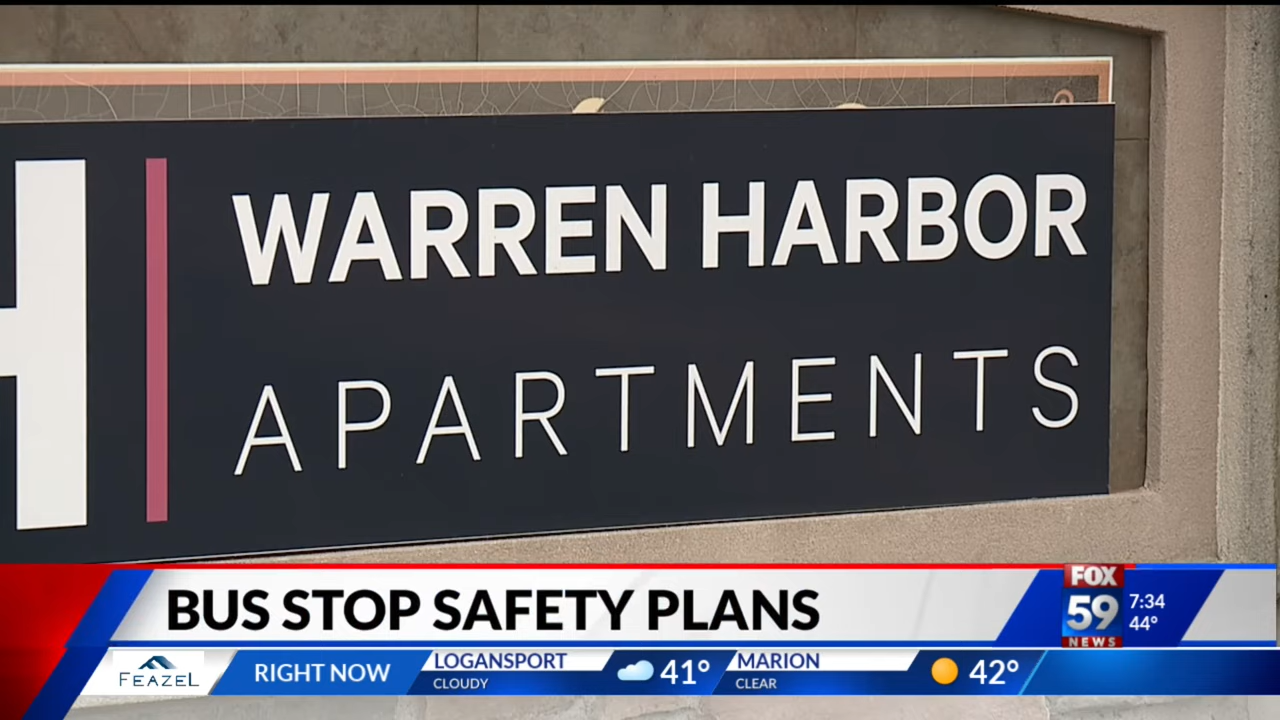 H
WARREN HARBOR
APARTMENTS
BUS STOP SAFETY PLANS
FOX
59
NEWS
7:34
44°
FEAZEL
RIGHT NOW
LOGANSPORT
CLOUDY
41°
MARION
CLEAR
42°